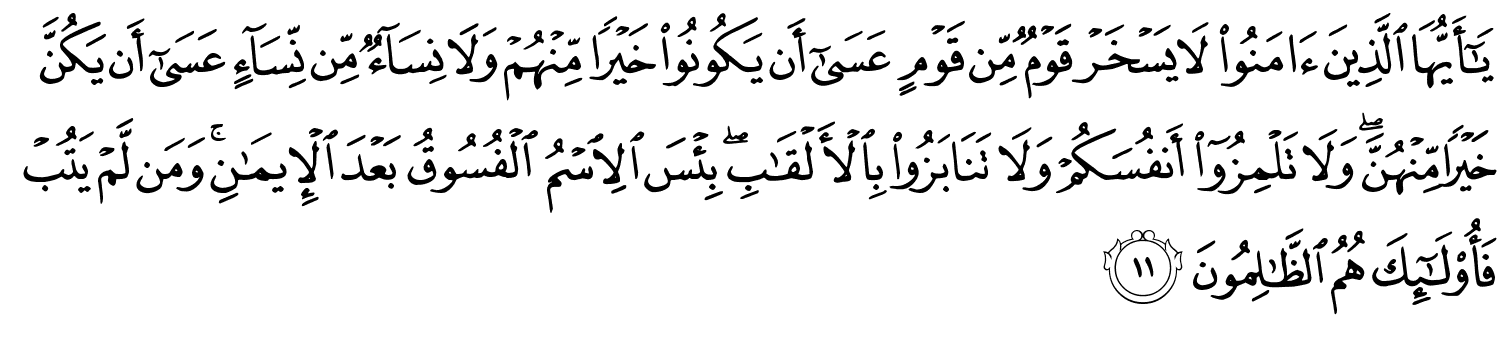 يَٰٓأَيُّهَا ٱلَّذِينَ ءَامَنُوا۟ لَا يَسْخَرْ قَوْمٌۭ مِّن قَوْمٍ عَسَىٰٓ أَن يَكُونُوا۟ خَيْرًۭا مِّنْهُمْ وَلَا نِسَآءٌۭ مِّن نِّسَآءٍ عَسَىٰٓ أَن يَكُنَّ
خَيْرًۭا مِّنْهُنَّ ۖ وَلَا تَلْمِزُوٓا۟ أَنفُسَكُمْ وَلَا تَنَابَزُوا۟ بِٱلْأَلْقَٰبِ ۖ بِئْسَ ٱلِٱسْمُ ٱلْفُسُوقُ بَعْدَ ٱلْإِيمَٰنِ ۚ وَمَن لَّمْ يَتُبْ
فَأُو۟لَٰٓئِكَ هُمُ ٱلظَّٰلِمُونَ ١١